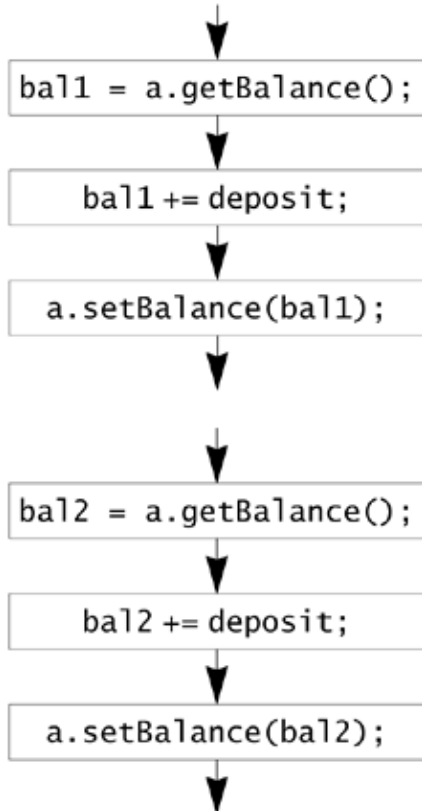 bal1 = a.getBalance();
bal1 += deposit;
a.setBalance(bal1);
bal2 = a.getBalance();
bal2 += deposit;
a.setBalance(bal2);